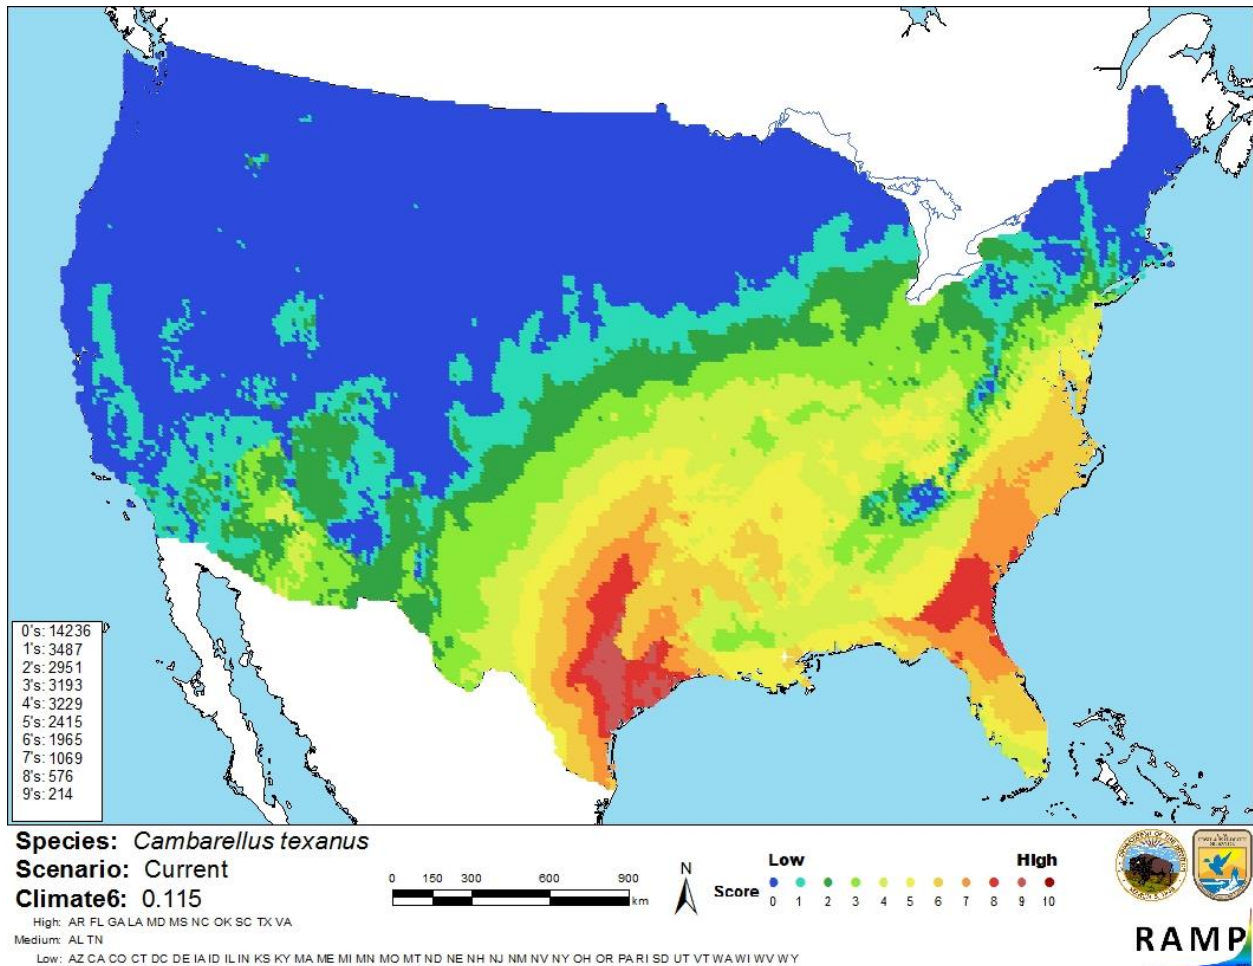 0's: 14236
1's: 3487
2's: 2951
3's: 3193
4's: 3229
5's: 2415
6's: 1965
7's: 1069
8's: 576
9's: 214
Species: Cambarellus texanus
Scenario: Current
Climate6: 0.115
High: AR FL GA LA MD MS NC OK SC TX VA
Medium: AL TN
Low: AZ CA CO CT DC DE IA ID IL IN KS KY MA ME MI MN MO MT ND NE NH NJ NM NV NY OH OR PA RI SD UT VT WA WI WV WY
0 150 300 600 900
km
N
Low High
Score
0 1 2 3 4 5 6 7 8 9 10
RAMP